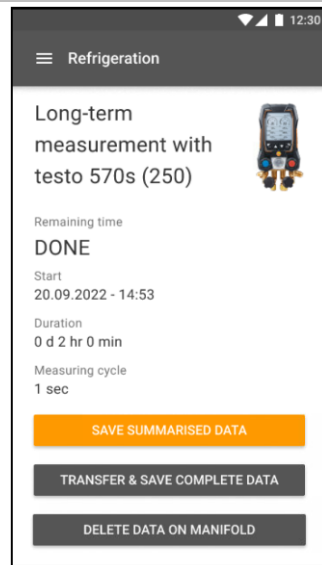 12:30
Refrigeration
Long-term
measurement with
testo 570s (250)
Remaining time
DONE
Start
20.09.2022 - 14:53
Duration
0 d 2 hr 0 min
Measuring cycle
1 sec
SAVE SUMMARISED DATA
TRANSFER & SAVE COMPLETE DATA
DELETE DATA ON MANIFOLD